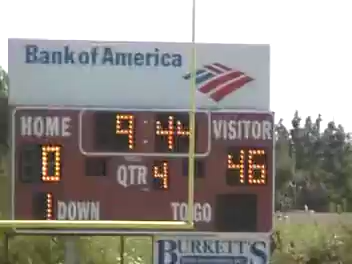 Bank of America
HOME 9:44 VISITOR
0 QTR 4 46
1 DOWN TO GO
BURKETT'S